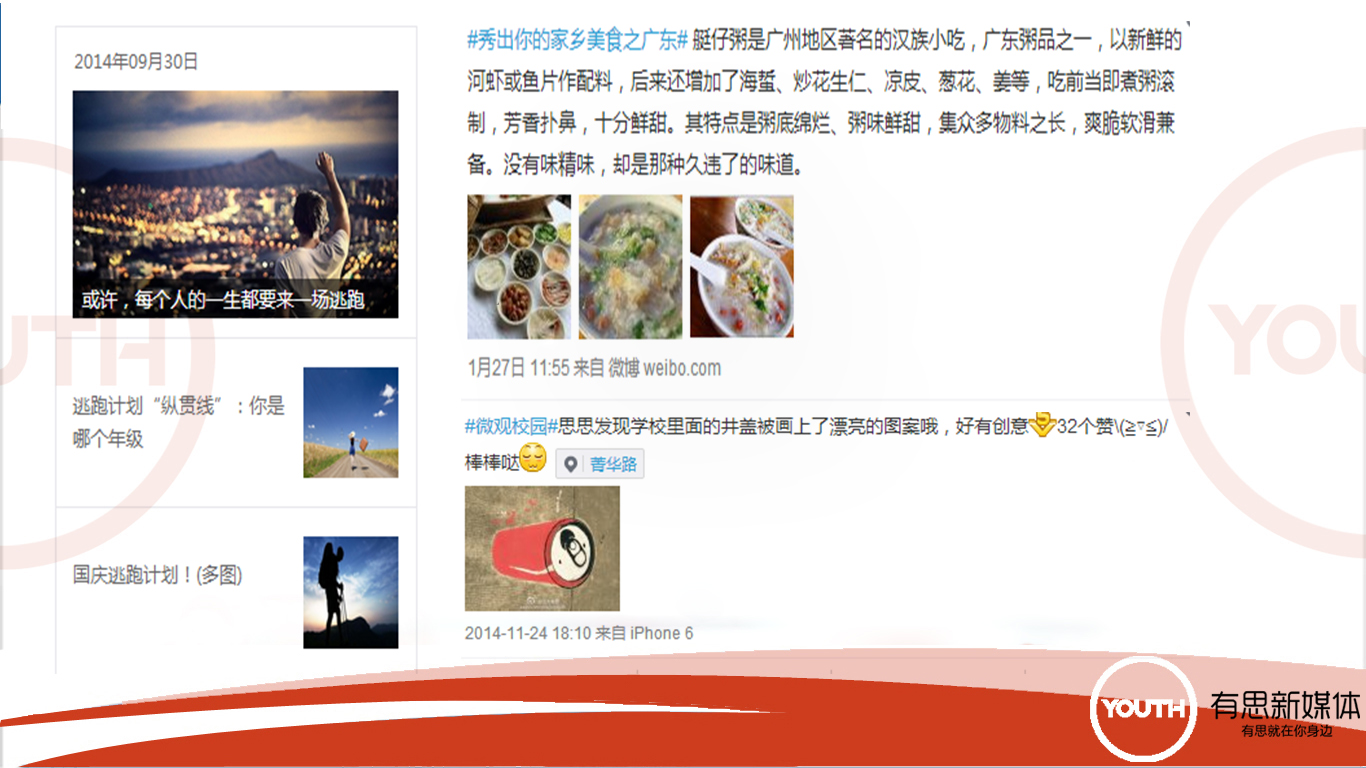 2014年09月30日
或许，每个人的一生都要来一场逃跑
逃跑计划“纵贯线”：你是
哪个年级
国庆逃跑计划！(多图)
#秀出你的家乡美食之广东# 艇仔粥是广州地区著名的汉族小吃，广东粥品之一，以新鲜的
河虾或鱼片作配料，后来还增加了海蜇、炒花生仁、凉皮、葱花、姜等，吃前当即煮粥滚
制，芳香扑鼻，十分鲜甜。其特点是粥底绵烂、粥味鲜甜，集众多物料之长，爽脆软滑兼
备。没有味精味，却是那种久违了的味道。
1月27日 11:55 来自 微博 weibo.com
#微观校园#思思发现学校里面的井盖被画上了漂亮的图案哦，好有创意32个赞\(≧▽≦)/
棒棒哒 菁华路
2014-11-24 18:10 来自 iPhone 6
UTH
YOU
YOUTH
有思新媒体
有思就在你身边